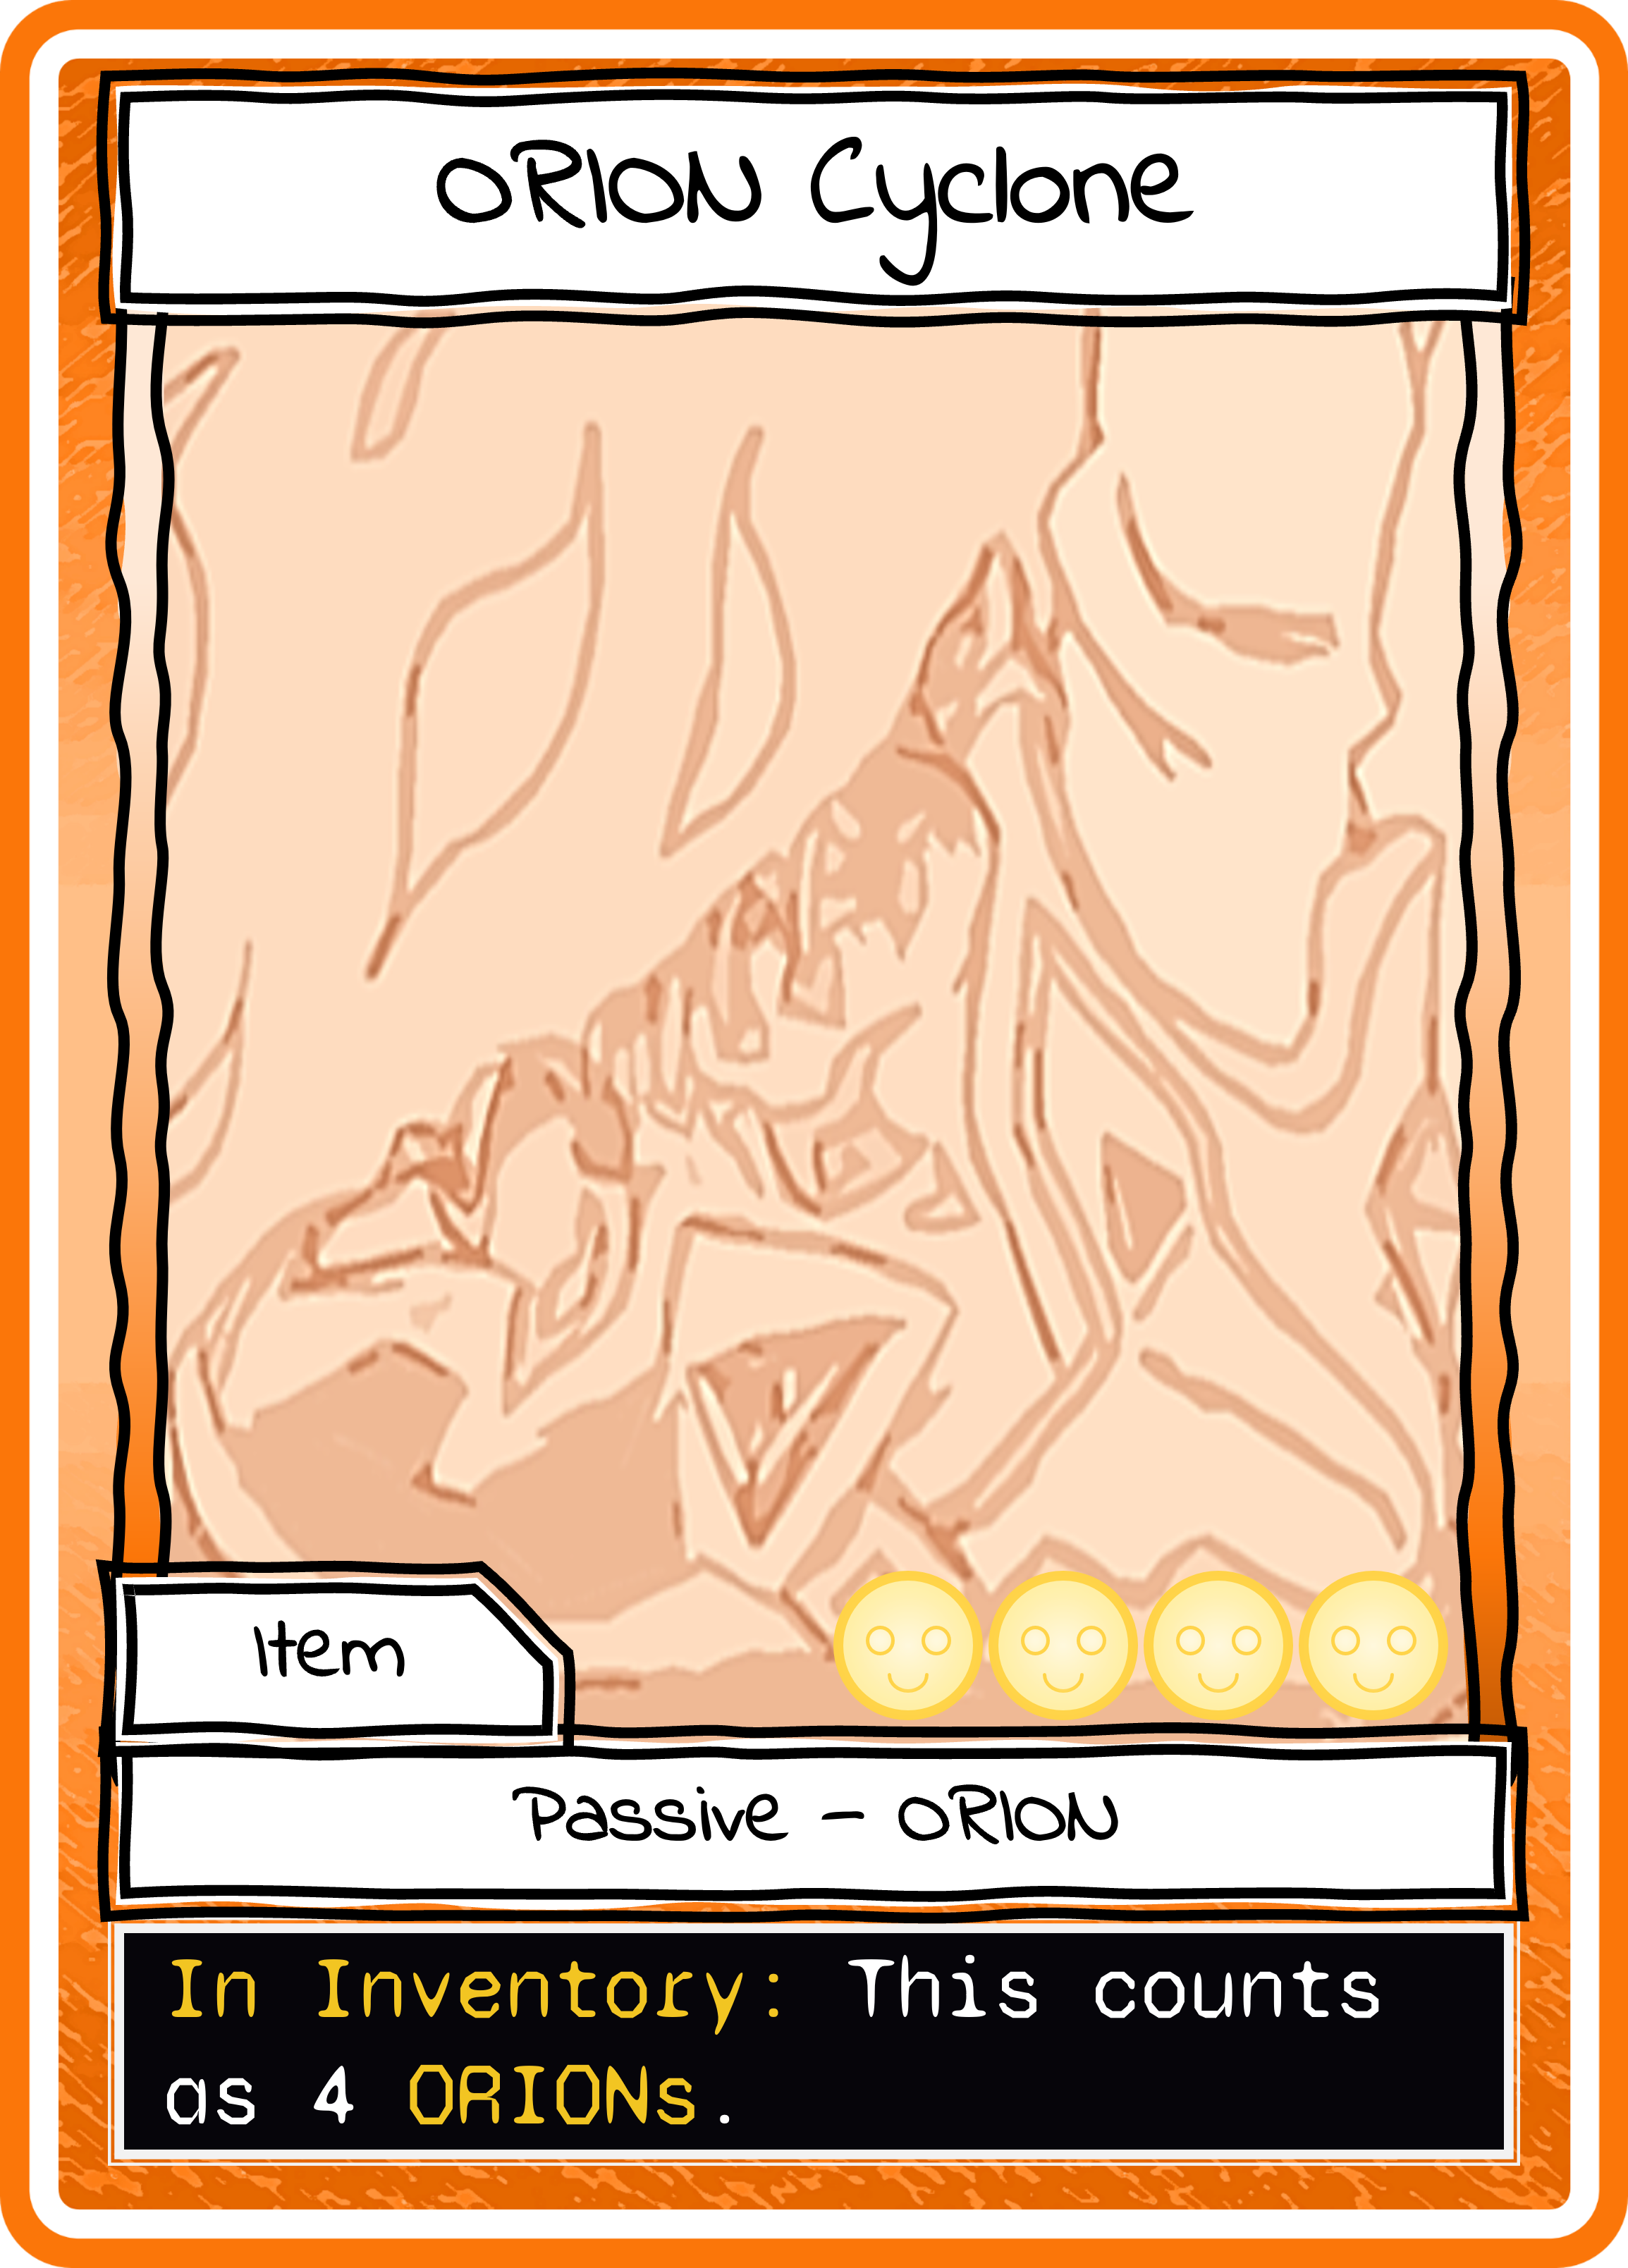 ORION Cyclone
Item
Passive - ORION
In Inventory: This counts
as 4 ORIONs.